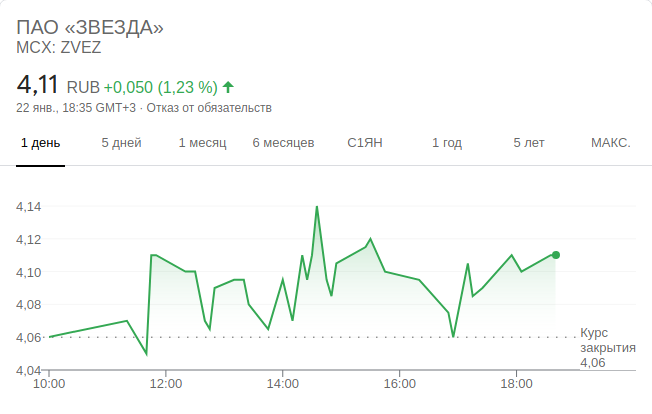 ПАО «ЗВЕЗДА»
MCX: ZVEZ
4,11 RUB +0,050 (1,23 %)
22 янв., 18:35 GMT+3 · Отказ от обязательств
1 день 5 дней 1 месяц 6 месяцев С1ЯН 1 год 5 лет МАКС.
4,14
4,12
4,10
4,08
4,06
4,04
Курс
закрытия
4,06
10:00 12:00 14:00 16:00 18:00